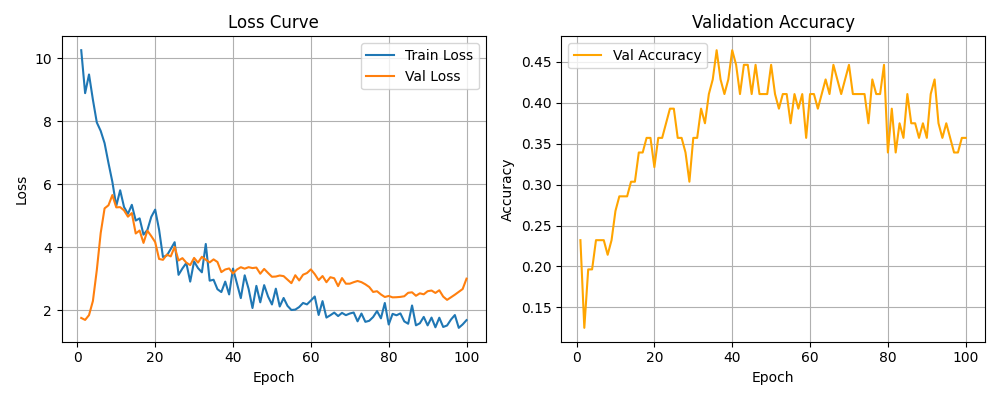 Loss Curve
Train Loss
Val Loss
10
8
6
4
2
0
20
40
60
80
100
Epoch
Loss
Validation Accuracy
Val Accuracy
0.45
0.40
0.35
0.30
0.25
0.20
0.15
0
20
40
60
80
100
Epoch
Accuracy